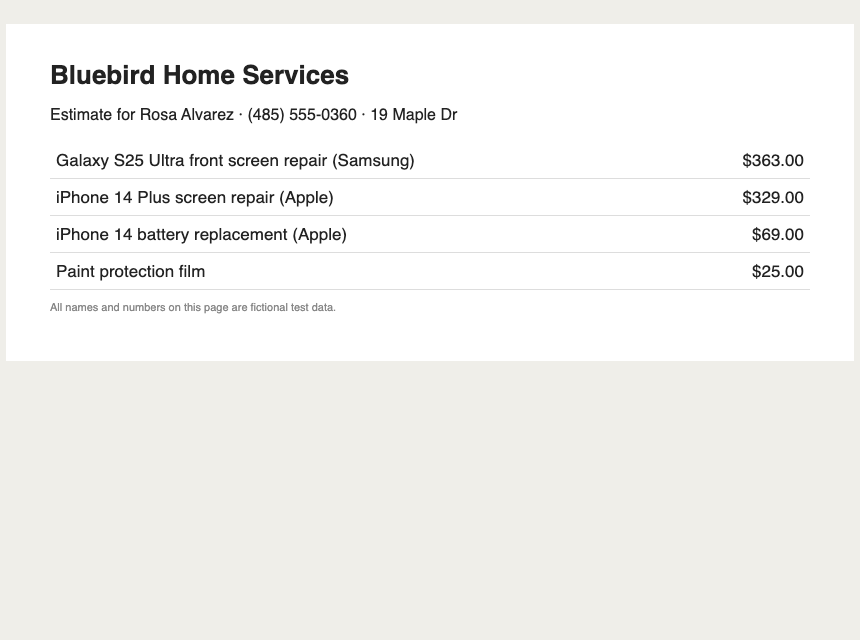 Bluebird Home Services
Estimate for Rosa Alvarez · (485) 555-0360 · 19 Maple Dr
Galaxy S25 Ultra front screen repair (Samsung) $363.00
iPhone 14 Plus screen repair (Apple) $329.00
iPhone 14 battery replacement (Apple) $69.00
Paint protection film $25.00
All names and numbers on this page are fictional test data.